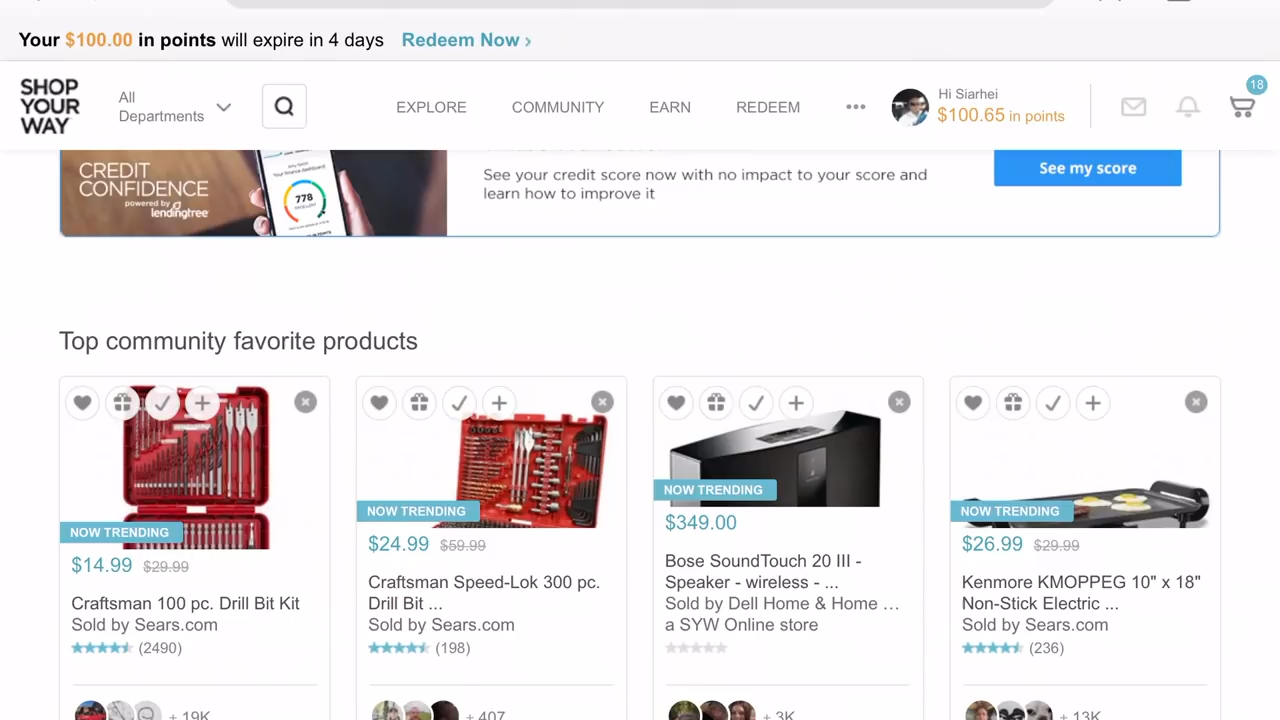 Your $100.00 in points will expire in 4 days Redeem Now ›
SHOP
YOUR
WAY
All
Departments
EXPLORE
COMMUNITY
EARN
REDEEM
•••
Hi Siarhei
$100.65 in points
18
CREDIT
CONFIDENCE
powered by
lendingtree
778
See your credit score now with no impact to your score and
learn how to improve it
See my score
Top community favorite products
NOW TRENDING
$14.99 $29.99
Craftsman 100 pc. Drill Bit Kit
Sold by Sears.com
(2490)
+ 19K
NOW TRENDING
$24.99 $59.99
Craftsman Speed-Lok 300 pc.
Drill Bit ...
Sold by Sears.com
(198)
+ 407
NOW TRENDING
$349.00
Bose SoundTouch 20 III -
Speaker - wireless - ...
Sold by Dell Home & Home …
a SYW Online store
+ 3K
NOW TRENDING
$26.99 $29.99
Kenmore KMOPPEG 10" x 18"
Non-Stick Electric ...
Sold by Sears.com
(236)
+ 13K